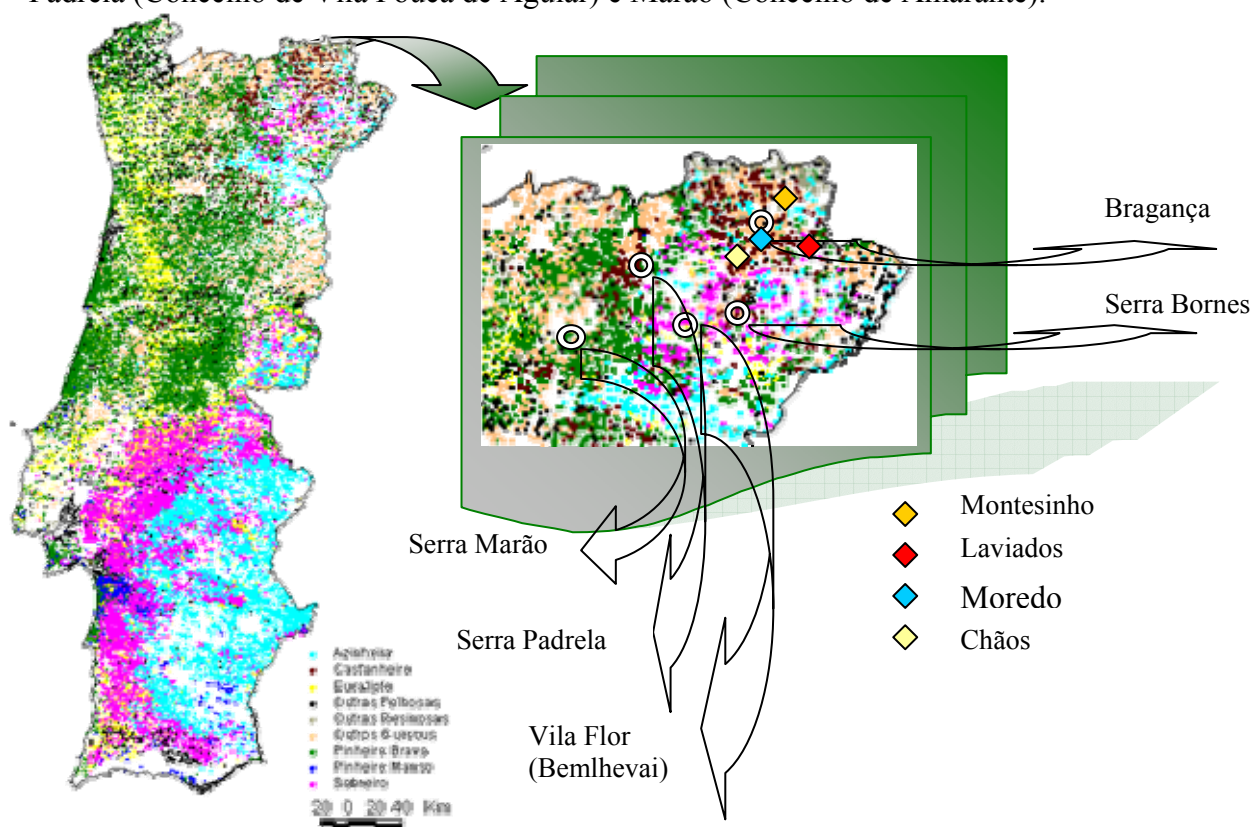 Padrela (Concelho de Vila Pouca de Aguiar) e Marão (Concelho de Amarante).
Bragança
Serra Bornes
Montesinho
Laviados
Moredo
Chãos
Serra Marão
Serra Padrela
Vila Flor
(Bemlhevai)
Azinheira
Castanheiro
Eucalipto
Outras Folhosas
Outras Resinosas
Outros Quercus
Pinheiro Bravo
Pinheiro Manso
Sobreiro
20 0 20 40 Km